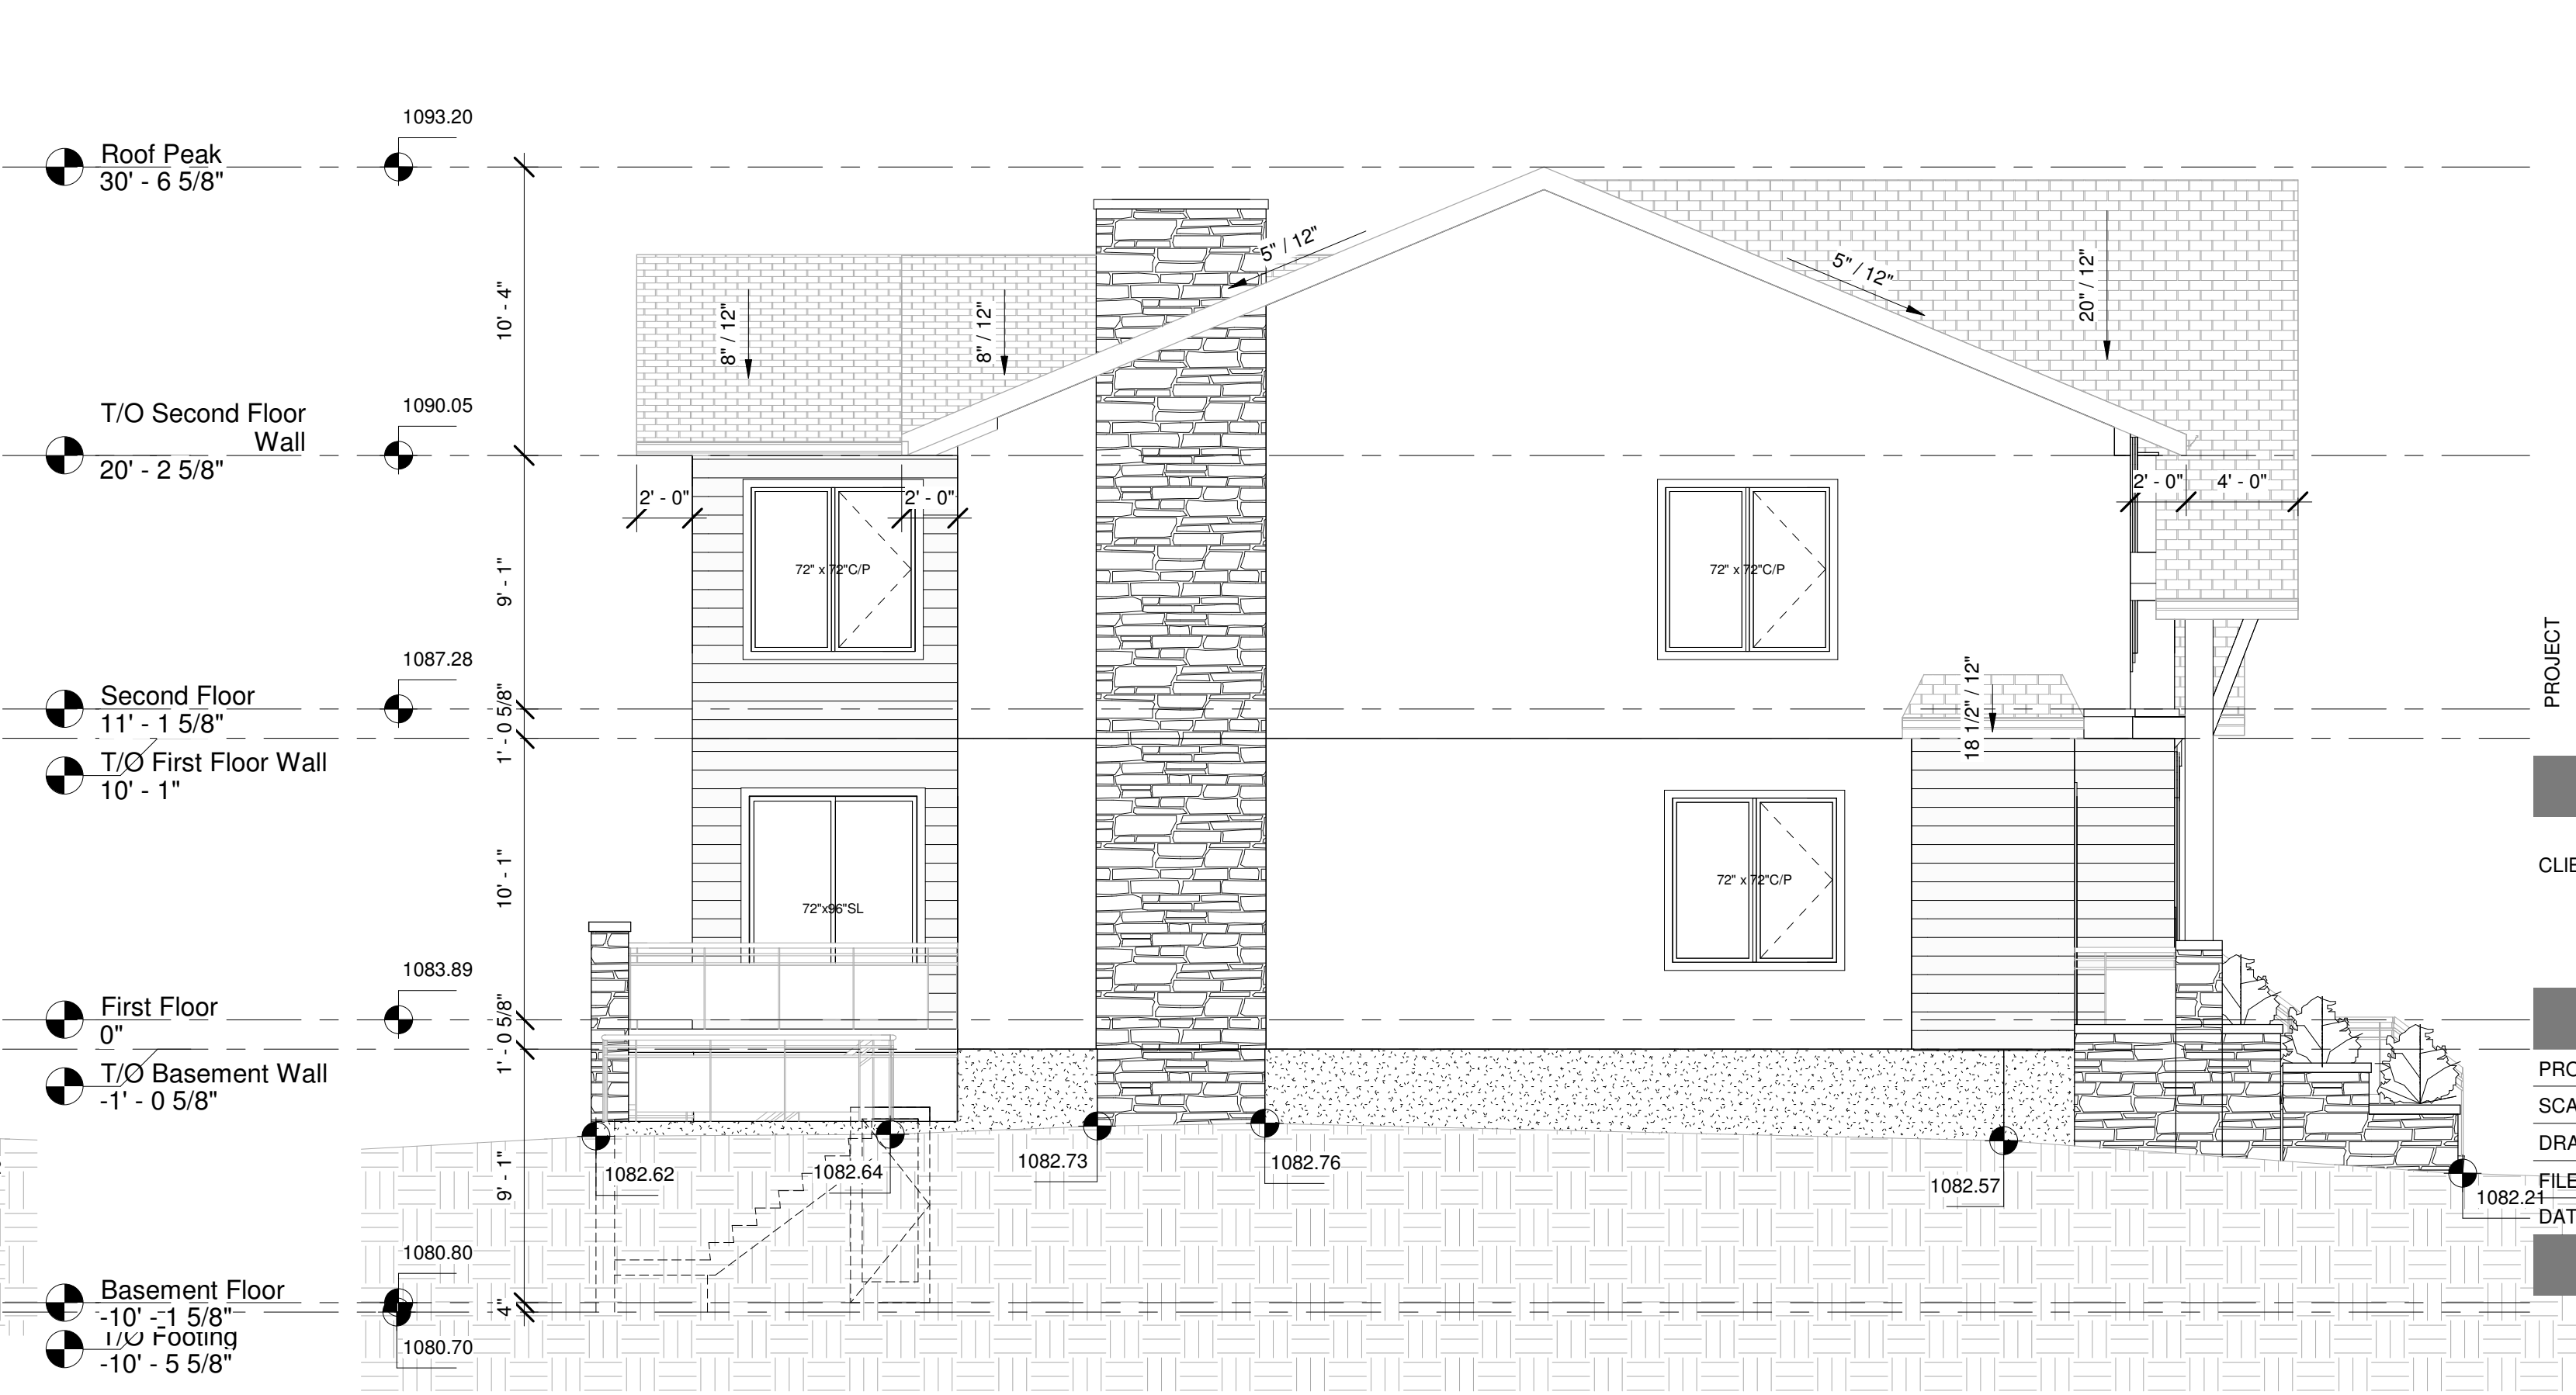 1093.20
Roof Peak
30' - 6 5/8"
5" / 12"
5" / 12"
20" / 12"
8" / 12"
8" / 12"
10' - 4"
T/O Second Floor
Wall
20' - 2 5/8"
1090.05
2' - 0"
2' - 0"
2' - 0"
4' - 0"
72" x 72"C/P
72" x 72"C/P
9' - 1"
PROJECT
1087.28
Second Floor
11' - 1 5/8"
1' - 0 5/8"
18 1/2" / 12"
T/O First Floor Wall
10' - 1"
10' - 1"
72"x96"SL
72" x 72"C/P
CLIE
1083.89
First Floor
0"
1' - 0 5/8"
T/O Basement Wall
-1' - 0 5/8"
PRO
SCA
DRA
FILE
DAT
1082.62
1082.64
1082.73
1082.76
1082.57
1082.21
9' - 1"
1080.80
Basement Floor
-10' - 1 5/8"
4"
T/O Footing
-10' - 5 5/8"
1080.70